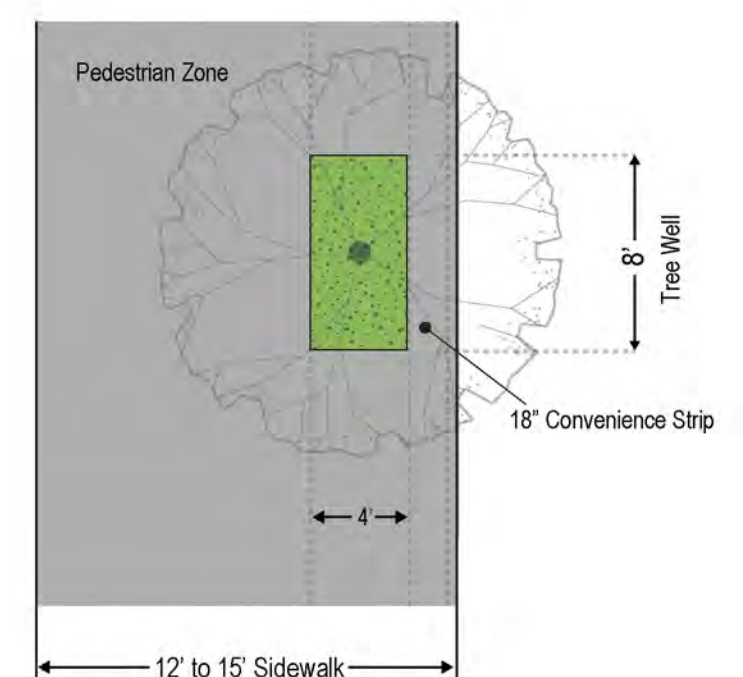 Pedestrian Zone
8’
Tree Well
18” Convenience Strip
4’
12’ to 15’ Sidewalk